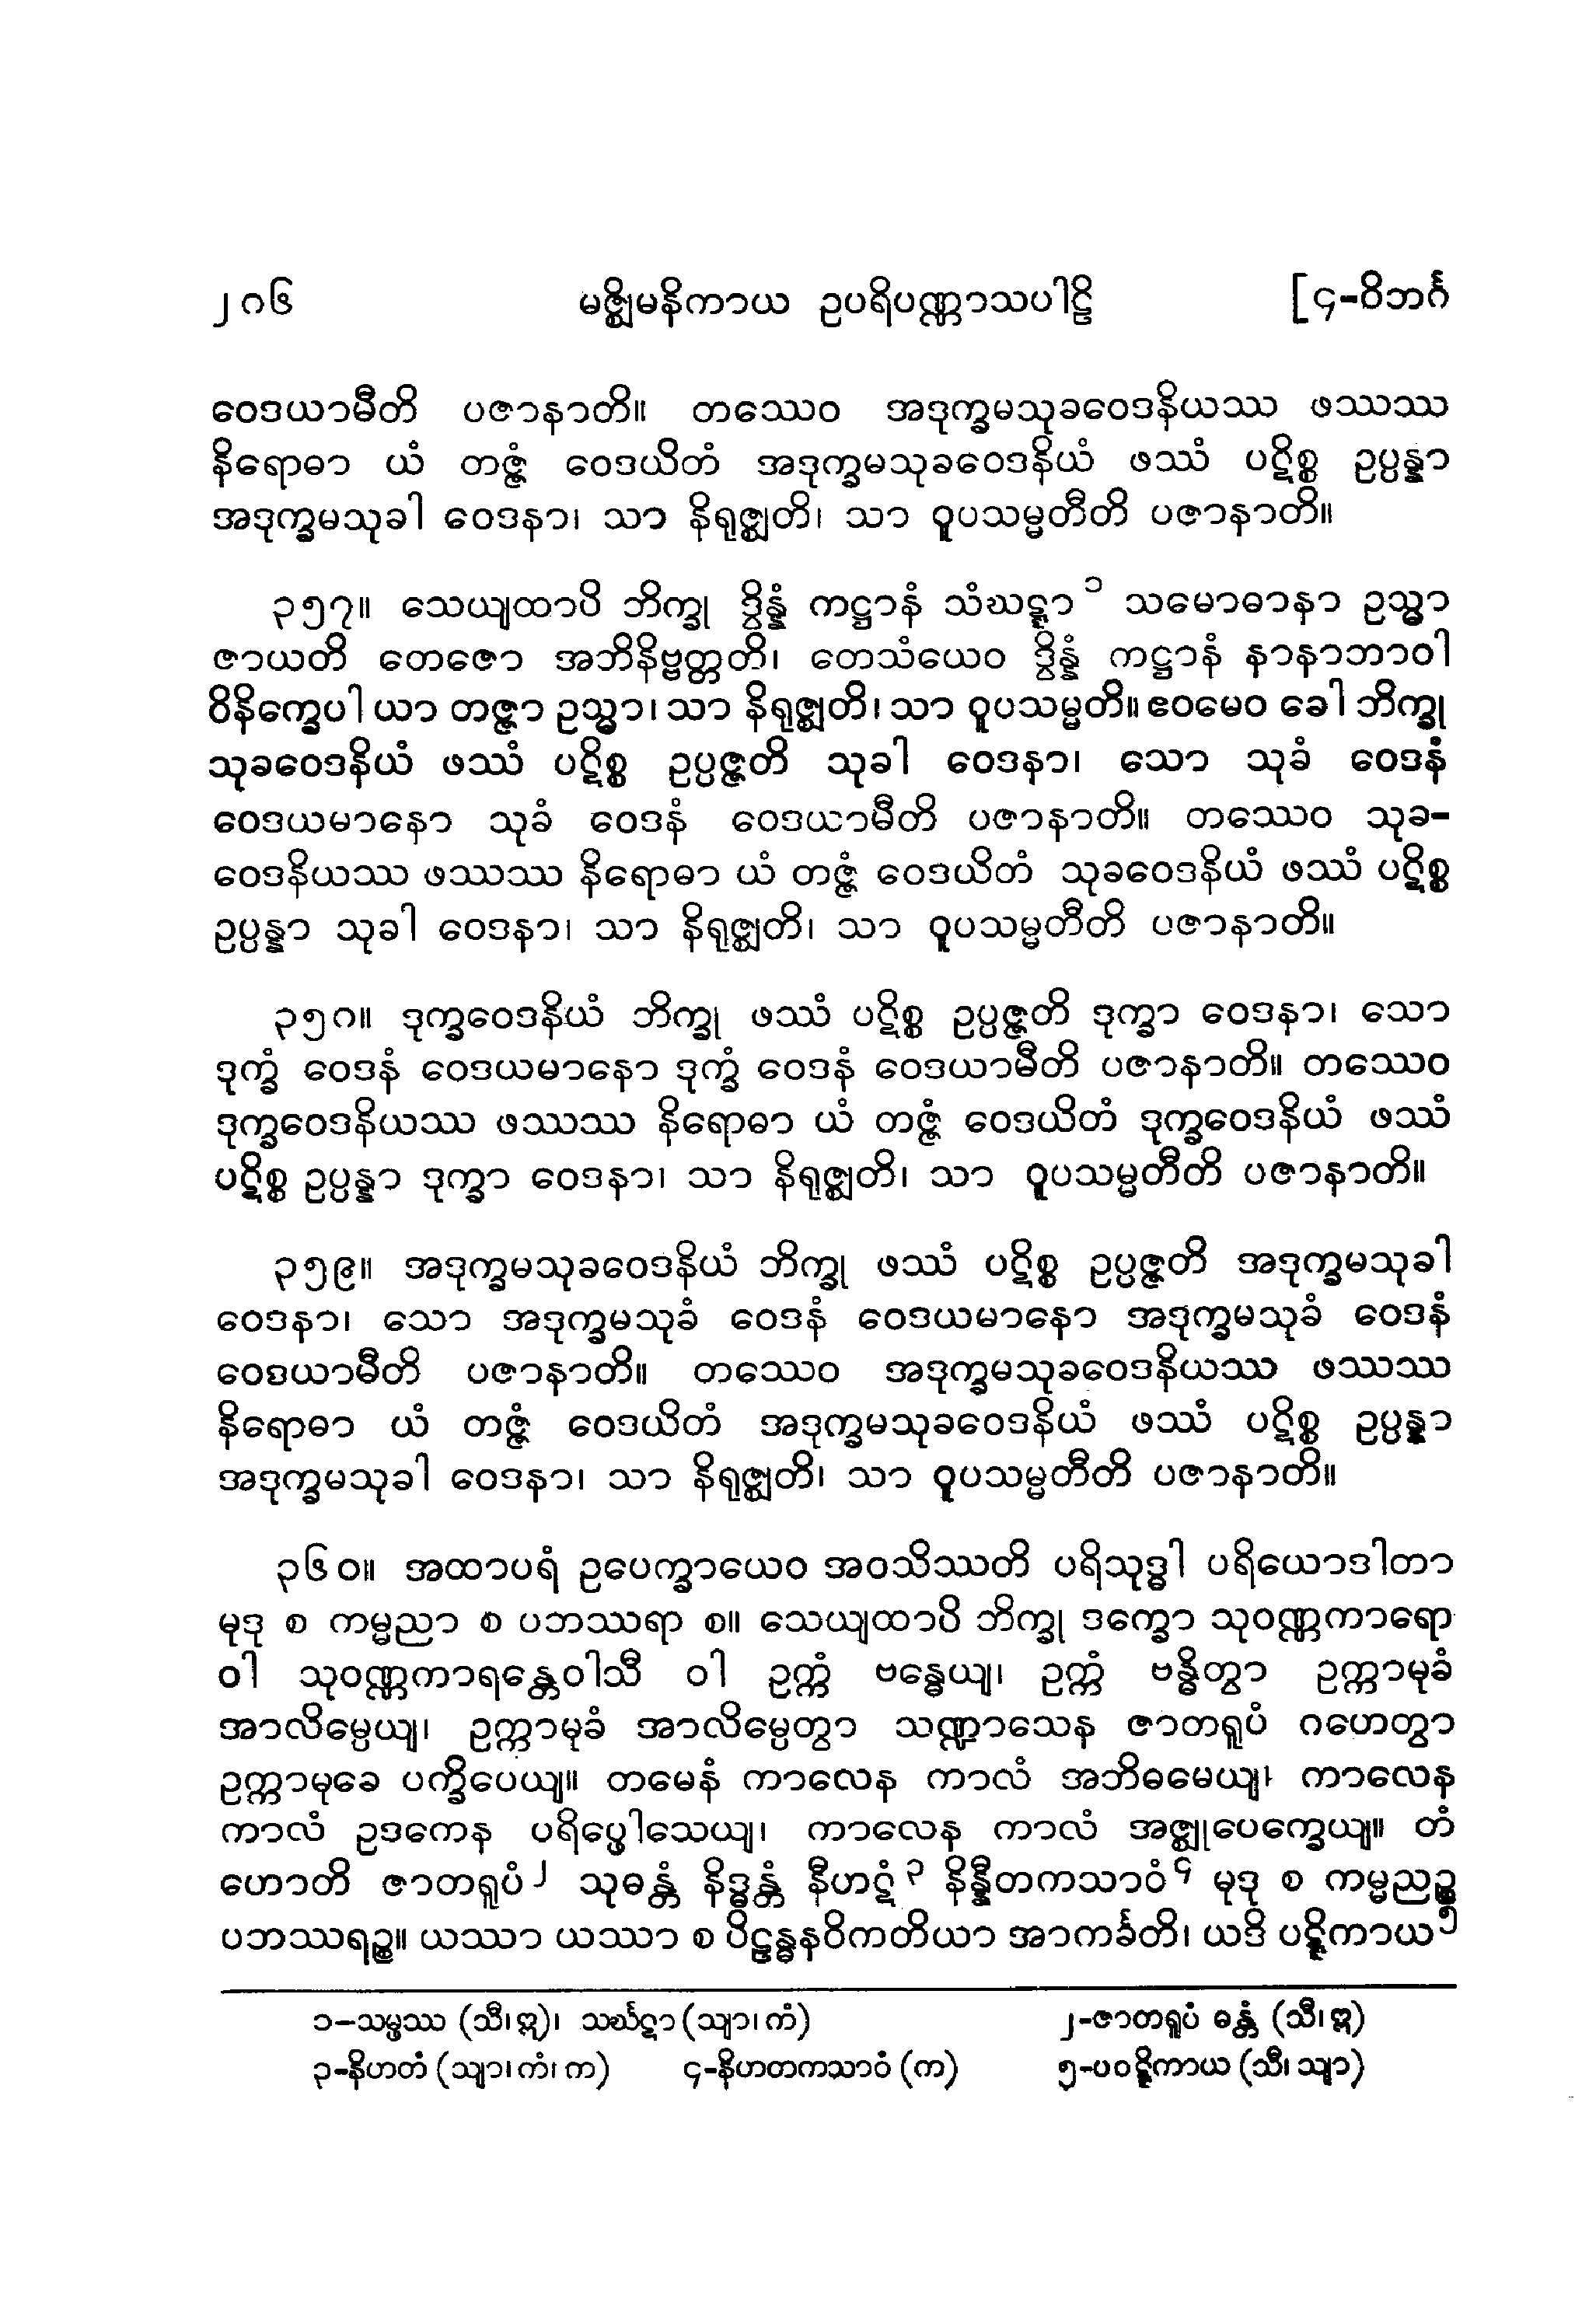 ၂၈၆ မဇ္ဈိမနိကာယ ဥပရိပဏ္ဏာသပါဠိ [၄-ဝိဘင်္ဂ
ဝေဒယာမီတိ ပဇာနာတိ။ တဿေဝ အဒုက္ခမသုခဝေဒနိယဿ ဖဿဿ
နိရောဓာ ယံ တဇ္ဇံ ဝေဒယိတံ အဒုက္ခမသုခဝေဒနိယံ ဖဿံ ပဋိစ္စ ဥပ္ပန္နာ
အဒုက္ခမသုခါ ဝေဒနာ၊ သာ နိရုဇ္ဈတိ၊ သာ ဝူပသမ္မတီတိ ပဇာနာတိ။
၃၅၇။ သေယျထာပိ ဘိက္ခု ဒွိန္နံ ကဋ္ဌာနံ သံဃဋ္ဋာ၁ သမောဓာနာ ဥသ္မာ
ဇာယတိ တေဇော အဘိနိဗ္ဗတ္တတိ၊ တေသံယေဝ ဒွိန္နံ ကဋ္ဌာနံ နာနာဘာဝါ
ဝိနိက္ခေပါ ယာ တဇ္ဇာ ဥသ္မာ၊ သာ နိရုဇ္ဈတိ၊ သာ ဝူပသမ္မတိ။ ဧဝမေဝ ခေါ ဘိက္ခု
သုခဝေဒနိယံ ဖဿံ ပဋိစ္စ ဥပ္ပဇ္ဇတိ သုခါ ဝေဒနာ၊ သော သုခံ ဝေဒနံ
ဝေဒယမာနော သုခံ ဝေဒနံ ဝေဒယာမီတိ ပဇာနာတိ။ တဿေဝ သုခ-
ဝေဒနိယဿ ဖဿဿ နိရောဓာ ယံ တဇ္ဇံ ဝေဒယိတံ သုခဝေဒနိယံ ဖဿံ ပဋိစ္စ
ဥပ္ပန္နာ သုခါ ဝေဒနာ၊ သာ နိရုဇ္ဈတိ၊ သာ ဝူပသမ္မတီတိ ပဇာနာတိ။
၃၅၈။ ဒုက္ခဝေဒနိယံ ဘိက္ခု ဖဿံ ပဋိစ္စ ဥပ္ပဇ္ဇတိ ဒုက္ခာ ဝေဒနာ၊ သော
ဒုက္ခံ ဝေဒနံ ဝေဒယမာနော ဒုက္ခံ ဝေဒနံ ဝေဒယာမီတိ ပဇာနာတိ။ တဿေဝ
ဒုက္ခဝေဒနိယဿ ဖဿဿ နိရောဓာ ယံ တဇ္ဇံ ဝေဒယိတံ ဒုက္ခဝေဒနိယံ ဖဿံ
ပဋိစ္စ ဥပ္ပန္နာ ဒုက္ခာ ဝေဒနာ၊ သာ နိရုဇ္ဈတိ၊ သာ ဝူပသမ္မတီတိ ပဇာနာတိ။
၃၅၉။ အဒုက္ခမသုခဝေဒနိယံ ဘိက္ခု ဖဿံ ပဋိစ္စ ဥပ္ပဇ္ဇတိ အဒုက္ခမသုခါ
ဝေဒနာ၊ သော အဒုက္ခမသုခံ ဝေဒနံ ဝေဒယမာနော အဒုက္ခမသုခံ ဝေဒနံ
ဝေဒယာမီတိ ပဇာနာတိ။ တဿေဝ အဒုက္ခမသုခဝေဒနိယဿ ဖဿဿ
နိရောဓာ ယံ တဇ္ဇံ ဝေဒယိတံ အဒုက္ခမသုခဝေဒနိယံ ဖဿံ ပဋိစ္စ ဥပ္ပန္နာ
အဒုက္ခမသုခါ ဝေဒနာ၊ သာ နိရုဇ္ဈတိ၊ သာ ဝူပသမ္မတီတိ ပဇာနာတိ။
၃၆၀။ အထာပရံ ဥပေက္ခာယေဝ အဝသိဿတိ ပရိသုဒ္ဓါ ပရိယောဒါတာ
မုဒု စ ကမ္မညာ စ ပဘဿရာ စ။ သေယျထာပိ ဘိက္ခု ဒက္ခော သုဝဏ္ဏကာရော
ဝါ သုဝဏ္ဏကာရန္တေဝါသီ ဝါ ဥက္ကံ ဗန္ဓေယျ၊ ဥက္ကံ ဗန္ဓိတွာ ဥက္ကာမုခံ
အာလိမ္ပေယျ၊ ဥက္ကာမုခံ အာလိမ္ပေတွာ သဏ္ဍာသေန ဇာတရူပံ ဂဟေတွာ
ဥက္ကာမုခေ ပက္ခိပေယျ။ တမေနံ ကာလေန ကာလံ အဘိဓမေယျ၊ ကာလေန
ကာလံ ဥဒကေန ပရိပ္ဖေါသေယျ၊ ကာလေန ကာလံ အဇ္ဈုပေက္ခေယျ။ တံ
ဟောတိ ဇာတရူပံ၂ သုဓန္တံ နိဒ္ဓန္တံ နီဟဋံ၃ နိန္နီတကသာဝံ၄ မုဒု စ ကမ္မညဉ္စ
ပဘဿရဉ္စ။ ယဿာ ယဿာ စ ပိဠန္ဓနဝိကတိယာ အာကင်္ခတိ၊ ယဒိ ပဋ္ဋိကာယ၅
၁-သမ္ဖဿ (သီ၊ဣ)၊ သင်္ဃဋာ (သျာ၊ကံ) ၂-ဇာတရူပံ ဓန္တံ (သီ၊ဣ)
၃-နိဟတံ (သျာ၊ကံ၊က) ၄-နိဟတကသာဝံ (က) ၅-ပဝဋ္ဋိကာယ (သီ၊သျာ)